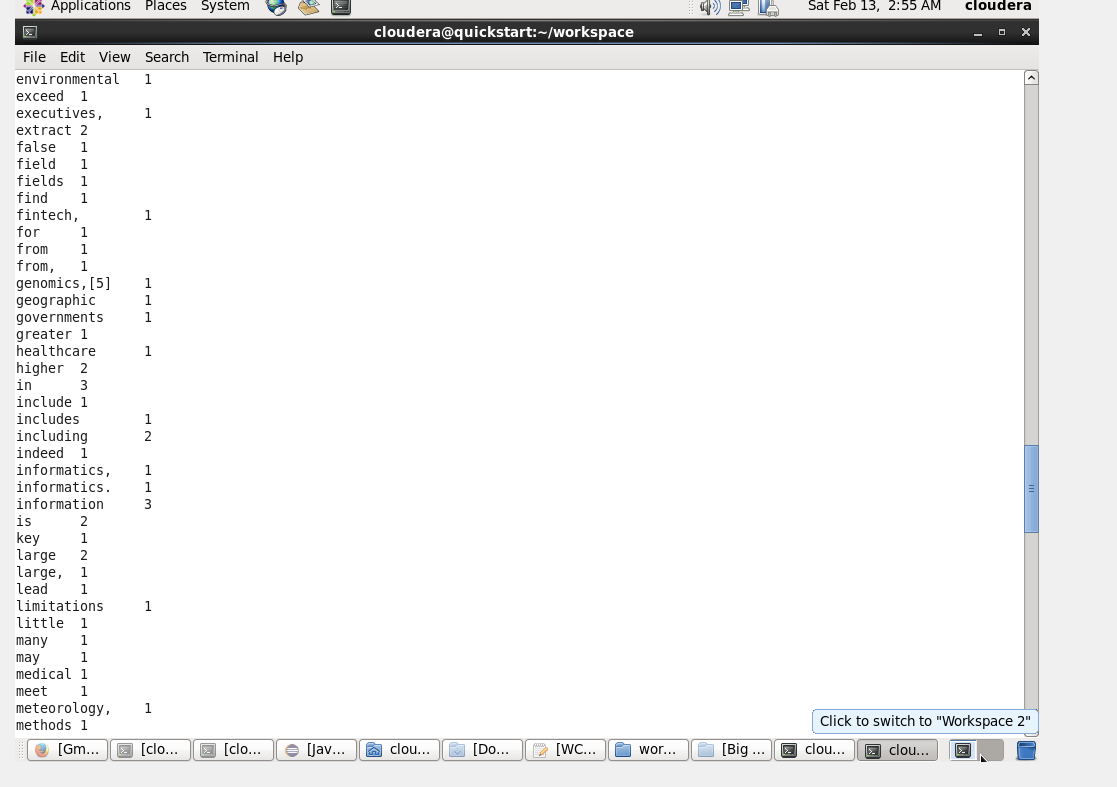 Applications Places System Sat Feb 13, 2:55 AM cloudera
cloudera@quickstart:~/workspace
File Edit View Search Terminal Help
environmental 1
exceed 1
executives, 1
extract 2
false 1
field 1
fields 1
find 1
fintech, 1
for 1
from 1
from, 1
genomics,[5] 1
geographic 1
governments 1
greater 1
healthcare 1
higher 2
in 3
include 1
includes 1
including 2
indeed 1
informatics, 1
informatics. 1
information 3
is 2
key 1
large 2
large, 1
lead 1
limitations 1
little 1
many 1
may 1
medical 1
meet 1
meteorology, 1
methods 1
Click to switch to "Workspace 2"
[Gm... [clo... [clo... [Jav... clou... [Do... [WC... wor... [Big ... clou... clou...